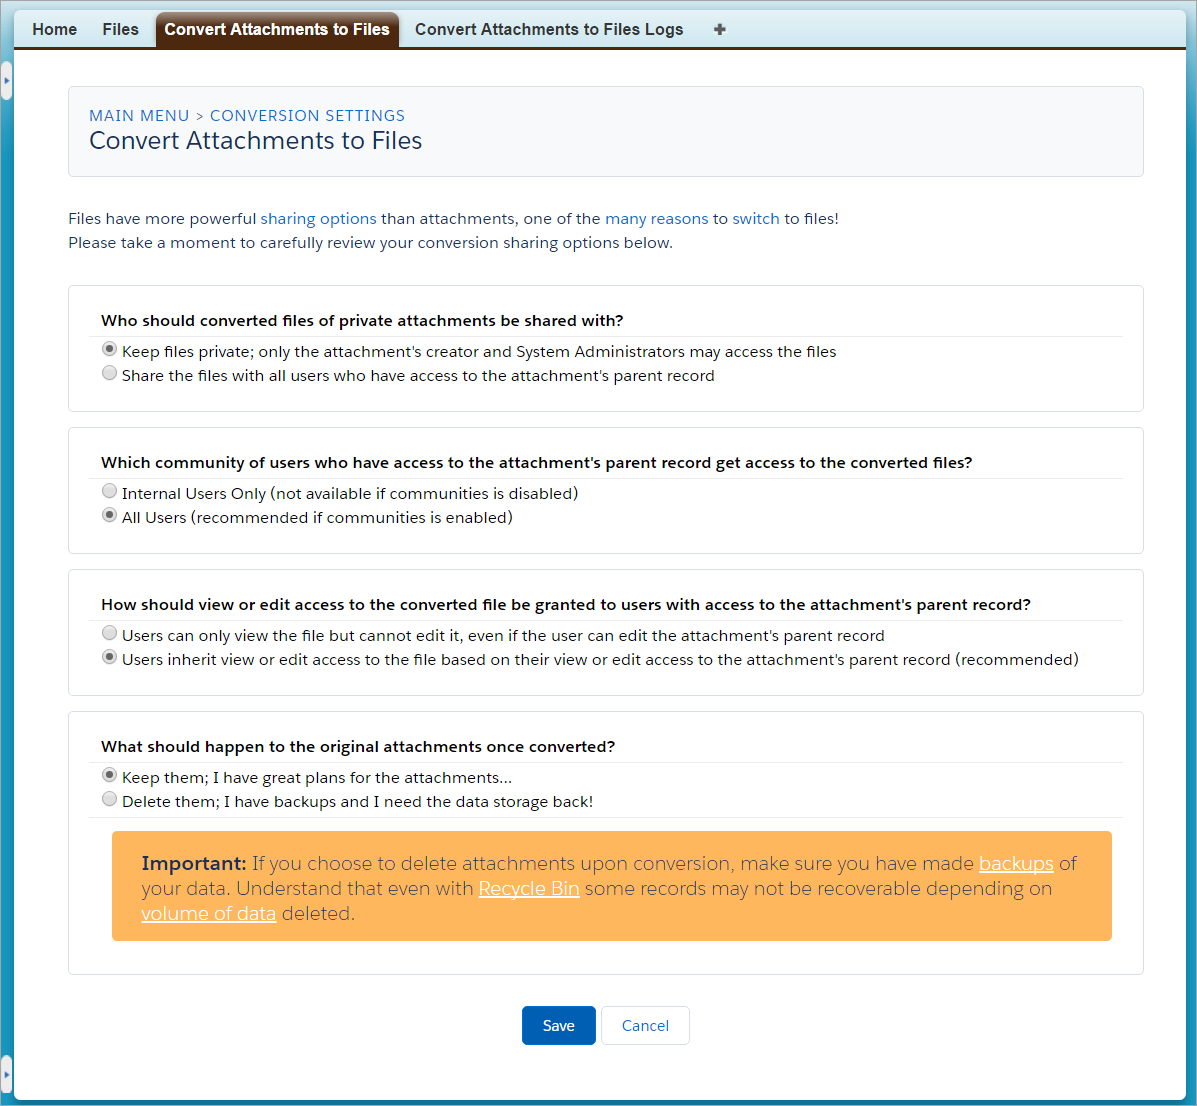 Home Files Convert Attachments to Files Convert Attachments to Files Logs +
MAIN MENU > CONVERSION SETTINGS
Convert Attachments to Files
Files have more powerful sharing options than attachments, one of the many reasons to switch to files!
Please take a moment to carefully review your conversion sharing options below.
Who should converted files of private attachments be shared with?
Keep files private; only the attachment's creator and System Administrators may access the files
Share the files with all users who have access to the attachment's parent record
Which community of users who have access to the attachment's parent record get access to the converted files?
Internal Users Only (not available if communities is disabled)
All Users (recommended if communities is enabled)
How should view or edit access to the converted file be granted to users with access to the attachment's parent record?
Users can only view the file but cannot edit it, even if the user can edit the attachment's parent record
Users inherit view or edit access to the file based on their view or edit access to the attachment's parent record (recommended)
What should happen to the original attachments once converted?
Keep them; I have great plans for the attachments...
Delete them; I have backups and I need the data storage back!
Important: If you choose to delete attachments upon conversion, make sure you have made backups of
your data. Understand that even with Recycle Bin some records may not be recoverable depending on
volume of data deleted.
Save Cancel